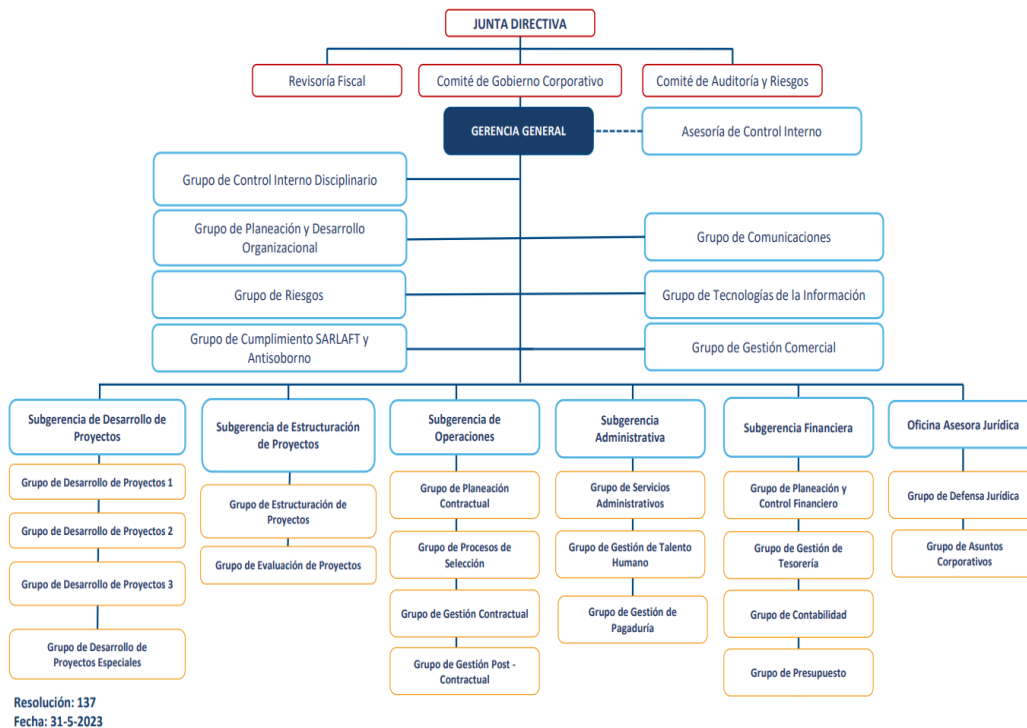 JUNTA DIRECTIVA
Revisoría Fiscal
Comité de Gobierno Corporativo
Comité de Auditoría y Riesgos
GERENCIA GENERAL
Asesoría de Control Interno
Grupo de Control Interno Disciplinario
Grupo de Planeación y Desarrollo
Organizacional
Grupo de Comunicaciones
Grupo de Riesgos
Grupo de Tecnologías de la Información
Grupo de Cumplimiento SARLAFT y
Antisoborno
Grupo de Gestión Comercial
Subgerencia de Desarrollo de
Proyectos
Grupo de Desarrollo de Proyectos 1
Grupo de Desarrollo de Proyectos 2
Grupo de Desarrollo de Proyectos 3
Grupo de Desarrollo de
Proyectos Especiales
Subgerencia de Estructuración
de Proyectos
Grupo de Estructuración de
Proyectos
Grupo de Evaluación de Proyectos
Subgerencia de
Operaciones
Grupo de Planeación
Contractual
Grupo de Procesos de
Selección
Grupo de Gestión Contractual
Grupo de Gestión Post -
Contractual
Subgerencia
Administrativa
Grupo de Servicios
Administrativos
Grupo de Gestión de Talento
Humano
Grupo de Gestión de
Pagaduría
Subgerencia Financiera
Grupo de Planeación y
Control Financiero
Grupo de Gestión de
Tesorería
Grupo de Contabilidad
Grupo de Presupuesto
Oficina Asesora Jurídica
Grupo de Defensa Jurídica
Grupo de Asuntos
Corporativos
Resolución: 137
Fecha: 31-5-2023